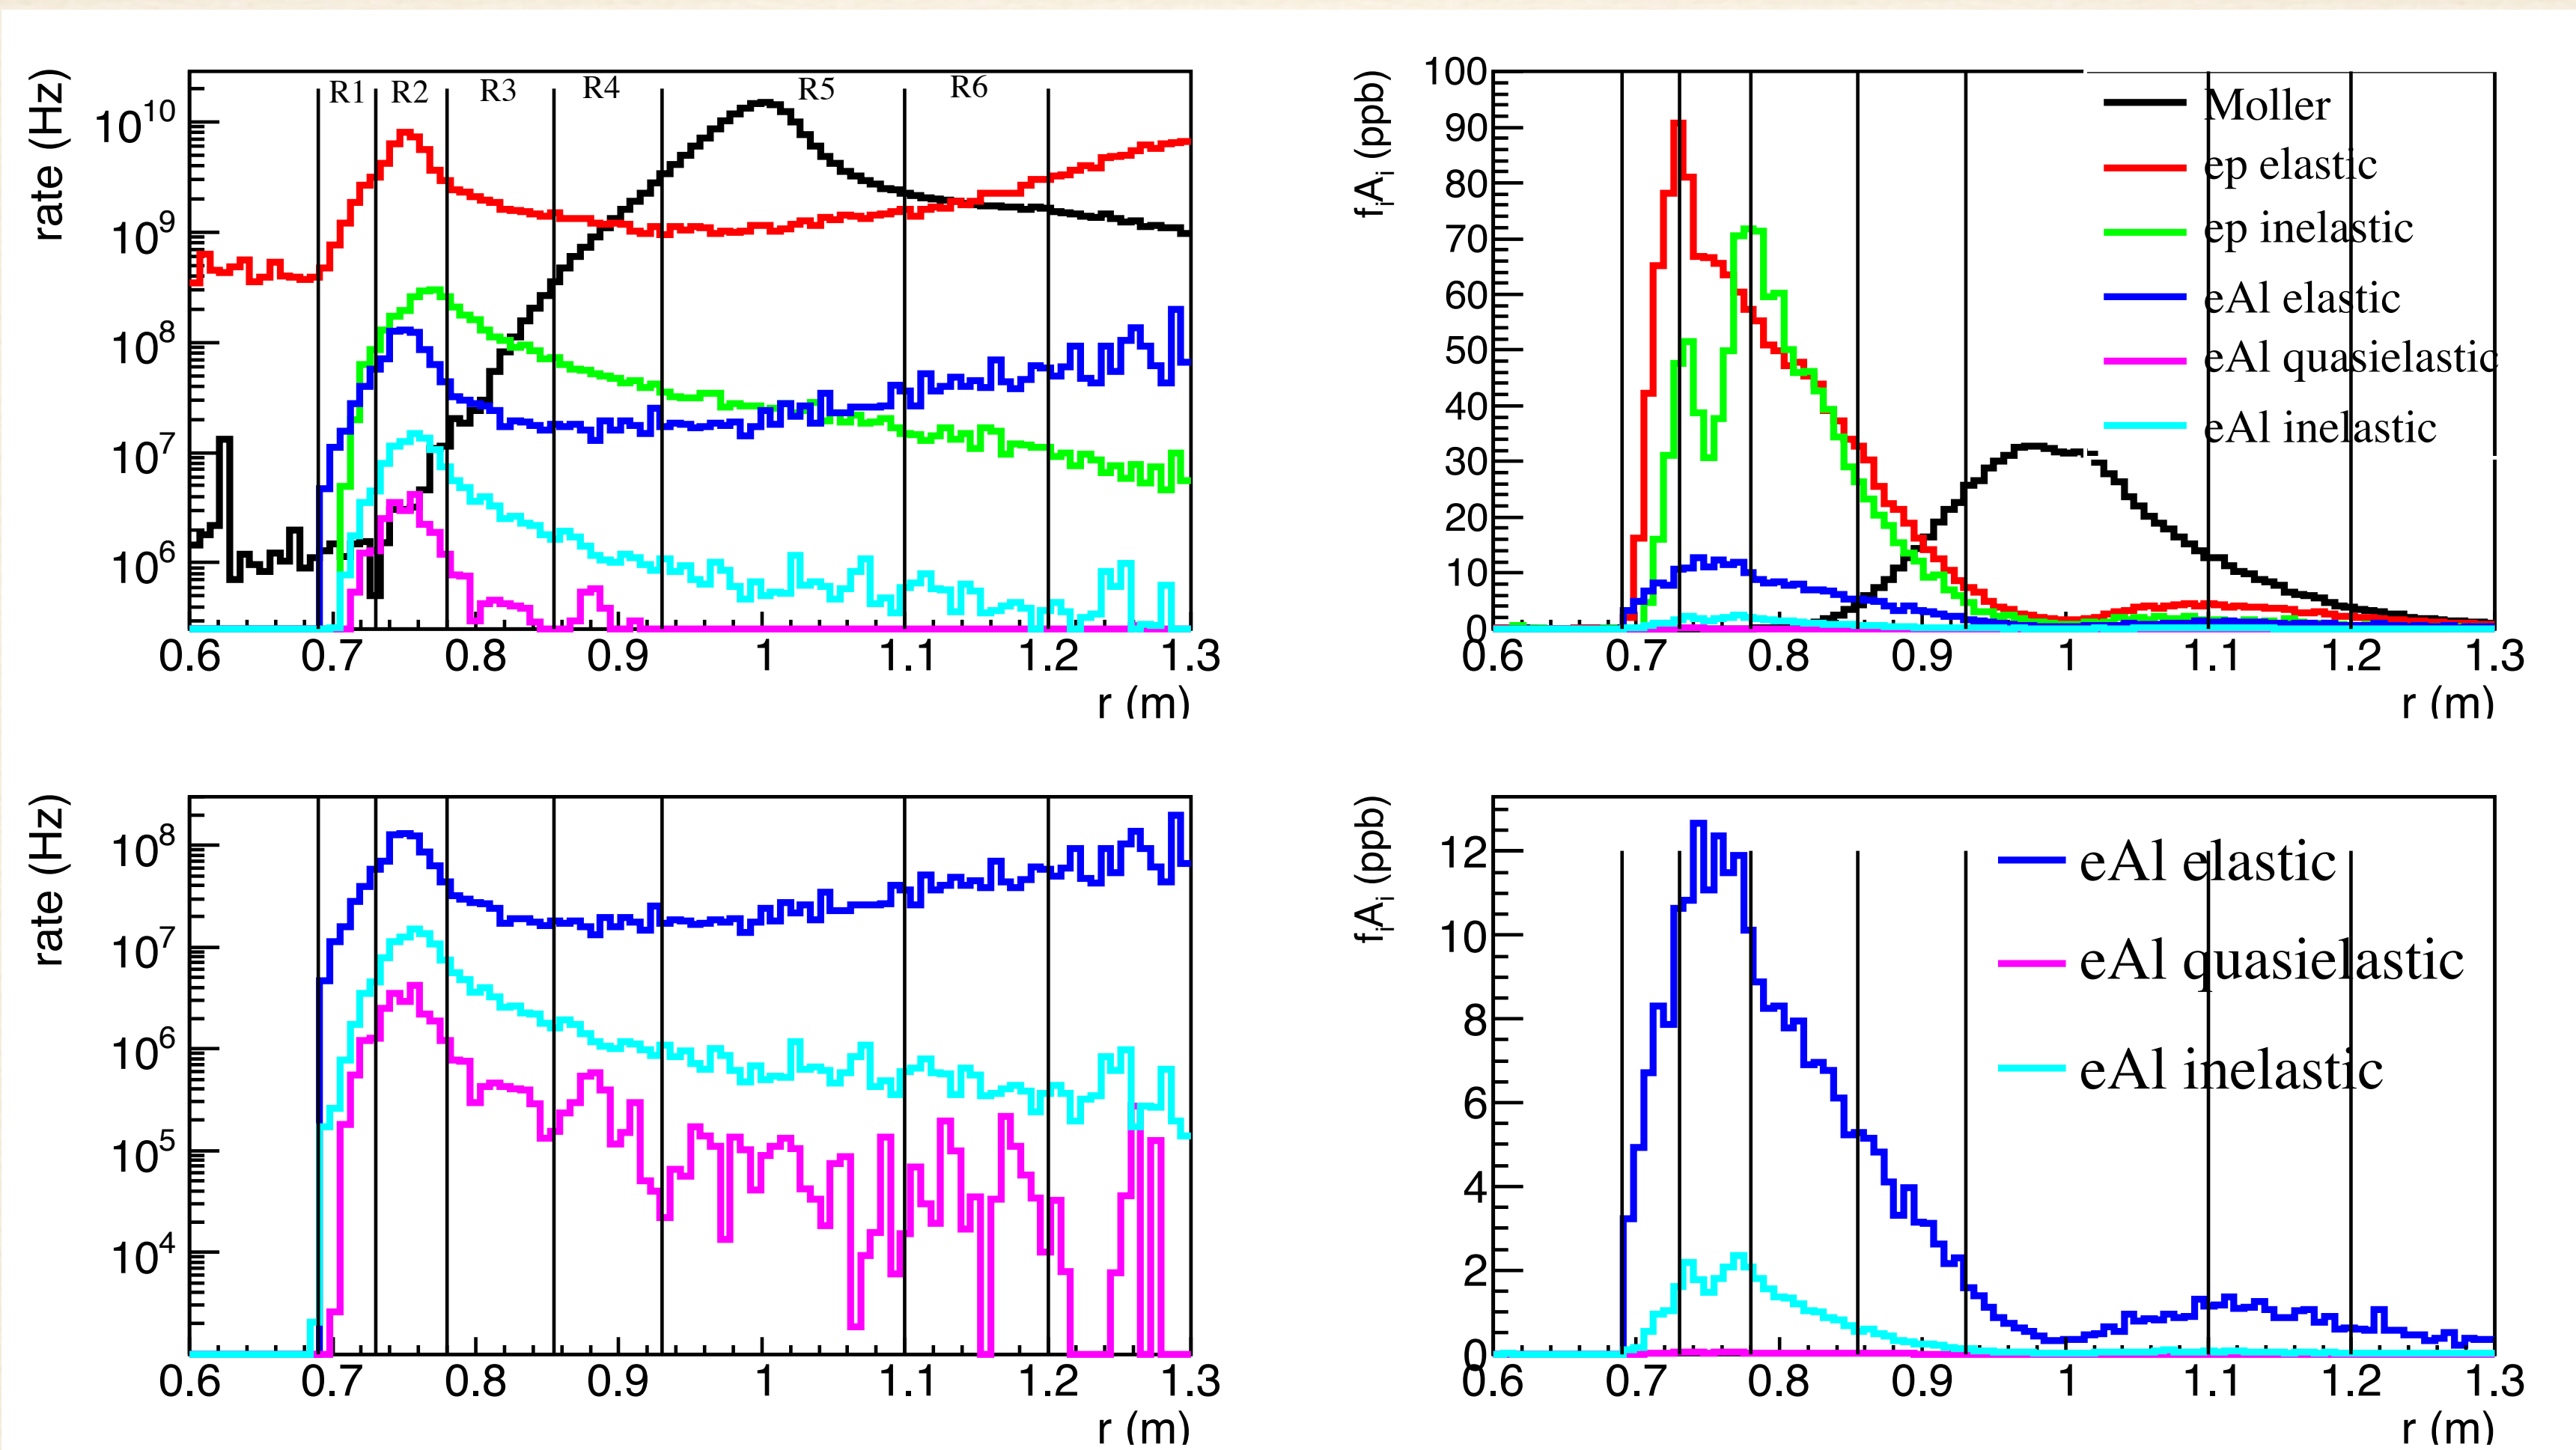 rate (Hz)
R1 R2 R3 R4 R5 R6
10^10
10^9
10^8
10^7
10^6
0.6 0.7 0.8 0.9 1 1.1 1.2 1.3
r (m)
f_iA_i (ppb)
100
90
80
70
60
50
40
30
20
10
0
Moller
ep elastic
ep inelastic
eAl elastic
eAl quasielastic
eAl inelastic
0.6 0.7 0.8 0.9 1 1.1 1.2 1.3
r (m)
rate (Hz)
10^8
10^7
10^6
10^5
10^4
0.6 0.7 0.8 0.9 1 1.1 1.2 1.3
r (m)
f_iA_i (ppb)
12
10
8
6
4
2
0
eAl elastic
eAl quasielastic
eAl inelastic
0.6 0.7 0.8 0.9 1 1.1 1.2 1.3
r (m)